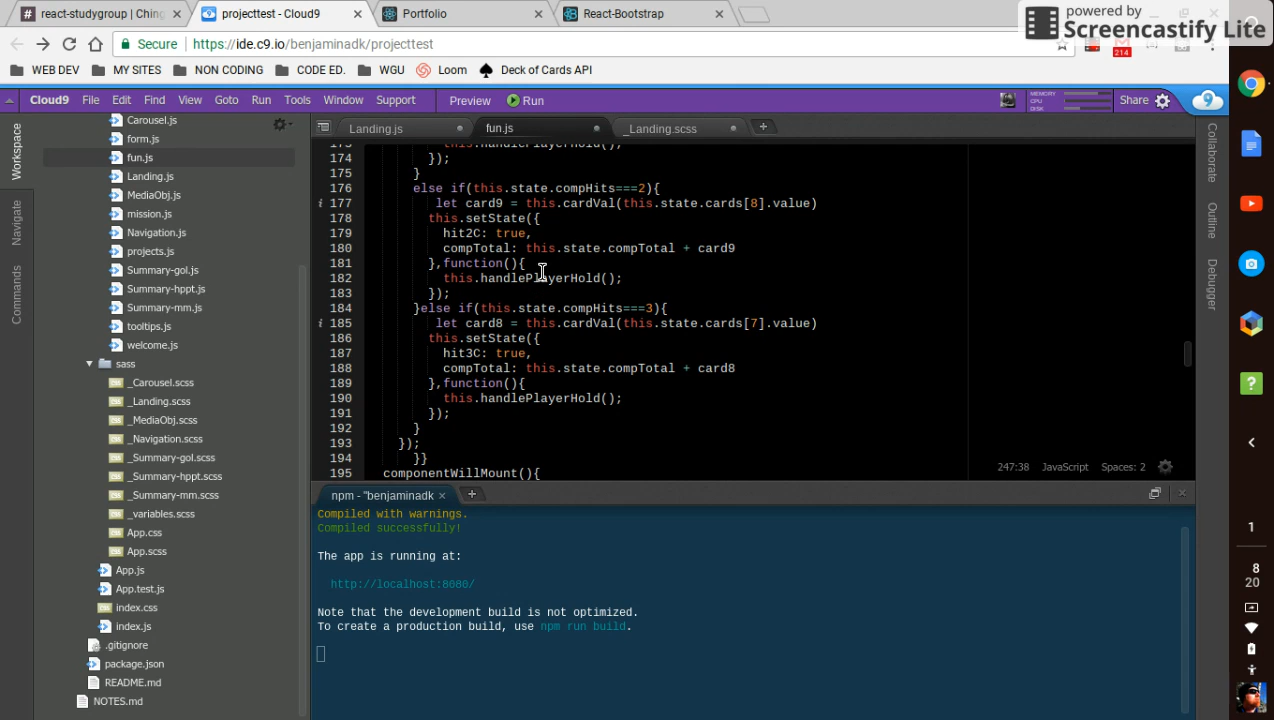 react-studygroup | Ching
projecttest - Cloud9
Portfolio
React-Bootstrap
powered by
Screencastify Lite
Secure
https://ide.c9.io/benjaminadk/projecttest
214
WEB DEV
MY SITES
NON CODING
CODE ED.
WGU
Loom
Deck of Cards API
Cloud9
File
Edit
Find
View
Goto
Run
Tools
Window
Support
Preview
Run
MEMORY
CPU
DISK
Share
Workspace
Navigate
Commands
Carousel.js
form.js
fun.js
Landing.js
MediaObj.js
mission.js
Navigation.js
projects.js
Summary-gol.js
Summary-hppt.js
Summary-mm.js
tooltips.js
welcome.js
sass
_Carousel.scss
_Landing.scss
_MediaObj.scss
_Navigation.scss
_Summary-gol.scss
_Summary-hppt.scss
_Summary-mm.scss
_variables.scss
App.css
App.scss
App.js
App.test.js
index.css
index.js
.gitignore
package.json
README.md
NOTES.md
Landing.js
fun.js
_Landing.scss
173 this.handlePlayerHold();
174 });
175 }
176 else if(this.state.compHits===2){
177 let card9 = this.cardVal(this.state.cards[8].value)
178 this.setState({
179 hit2C: true,
180 compTotal: this.state.compTotal + card9
181 },function(){
182 this.handlePlayerHold();
183 });
184 }else if(this.state.compHits===3){
185 let card8 = this.cardVal(this.state.cards[7].value)
186 this.setState({
187 hit3C: true,
188 compTotal: this.state.compTotal + card8
189 },function(){
190 this.handlePlayerHold();
191 });
192 }
193 });
194 }}
195 componentWillMount(){
247:38 JavaScript Spaces: 2
Collaborate
Outline
Debugger
npm - "benjaminadk
Compiled with warnings.
Compiled successfully!
The app is running at:
http://localhost:8080/
Note that the development build is not optimized.
To create a production build, use npm run build.
1
8
20